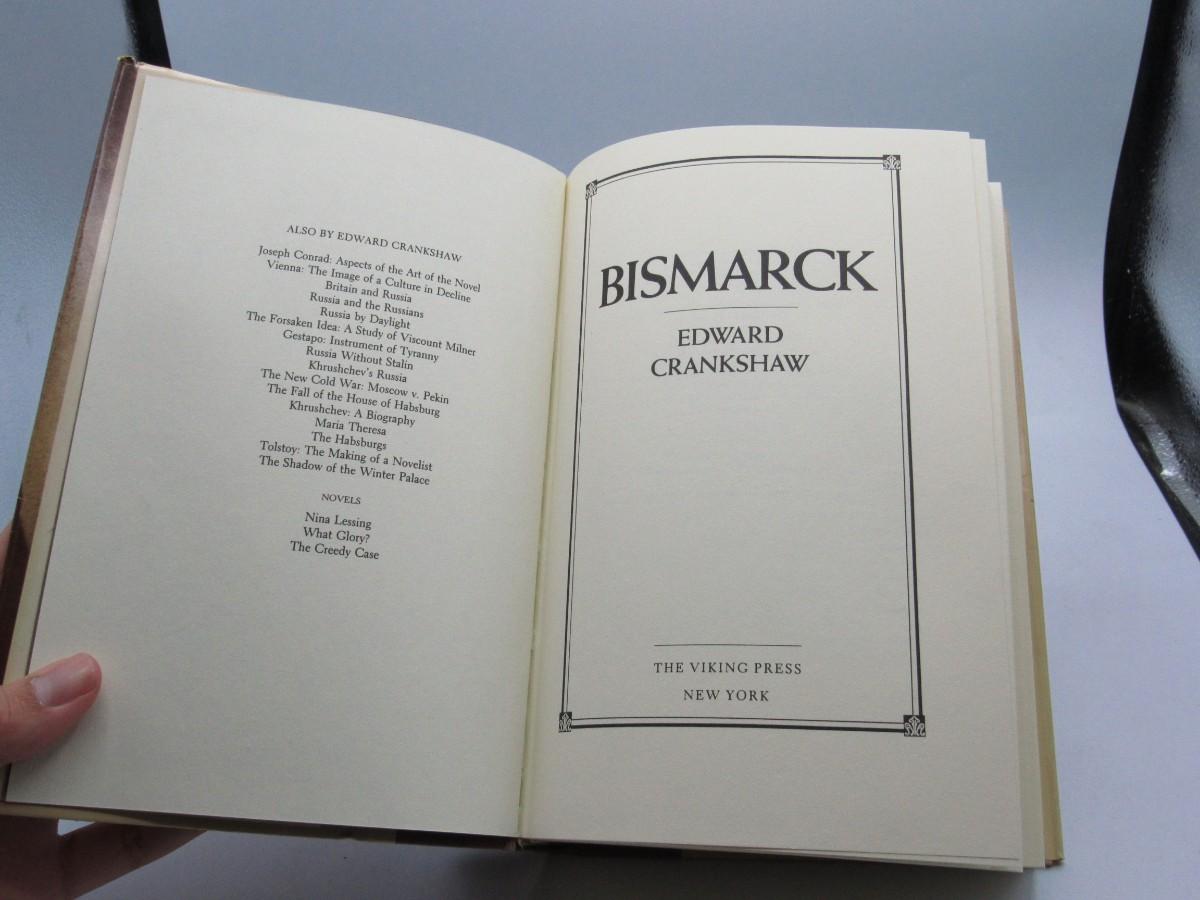 ALSO BY EDWARD CRANKSHAW
Joseph Conrad: Aspects of the Art of the Novel
Vienna: The Image of a Culture in Decline
Britain and Russia
Russia and the Russians
Russia by Daylight
The Forsaken Idea: A Study of Viscount Milner
Gestapo: Instrument of Tyranny
Russia Without Stalin
Khrushchev's Russia
The New Cold War: Moscow v. Pekin
The Fall of the House of Habsburg
Khrushchev: A Biography
Maria Theresa
The Habsburgs
Tolstoy: The Making of a Novelist
The Shadow of the Winter Palace
NOVELS
Nina Lessing
What Glory?
The Creedy Case
BISMARCK
EDWARD
CRANKSHAW
THE VIKING PRESS
NEW YORK